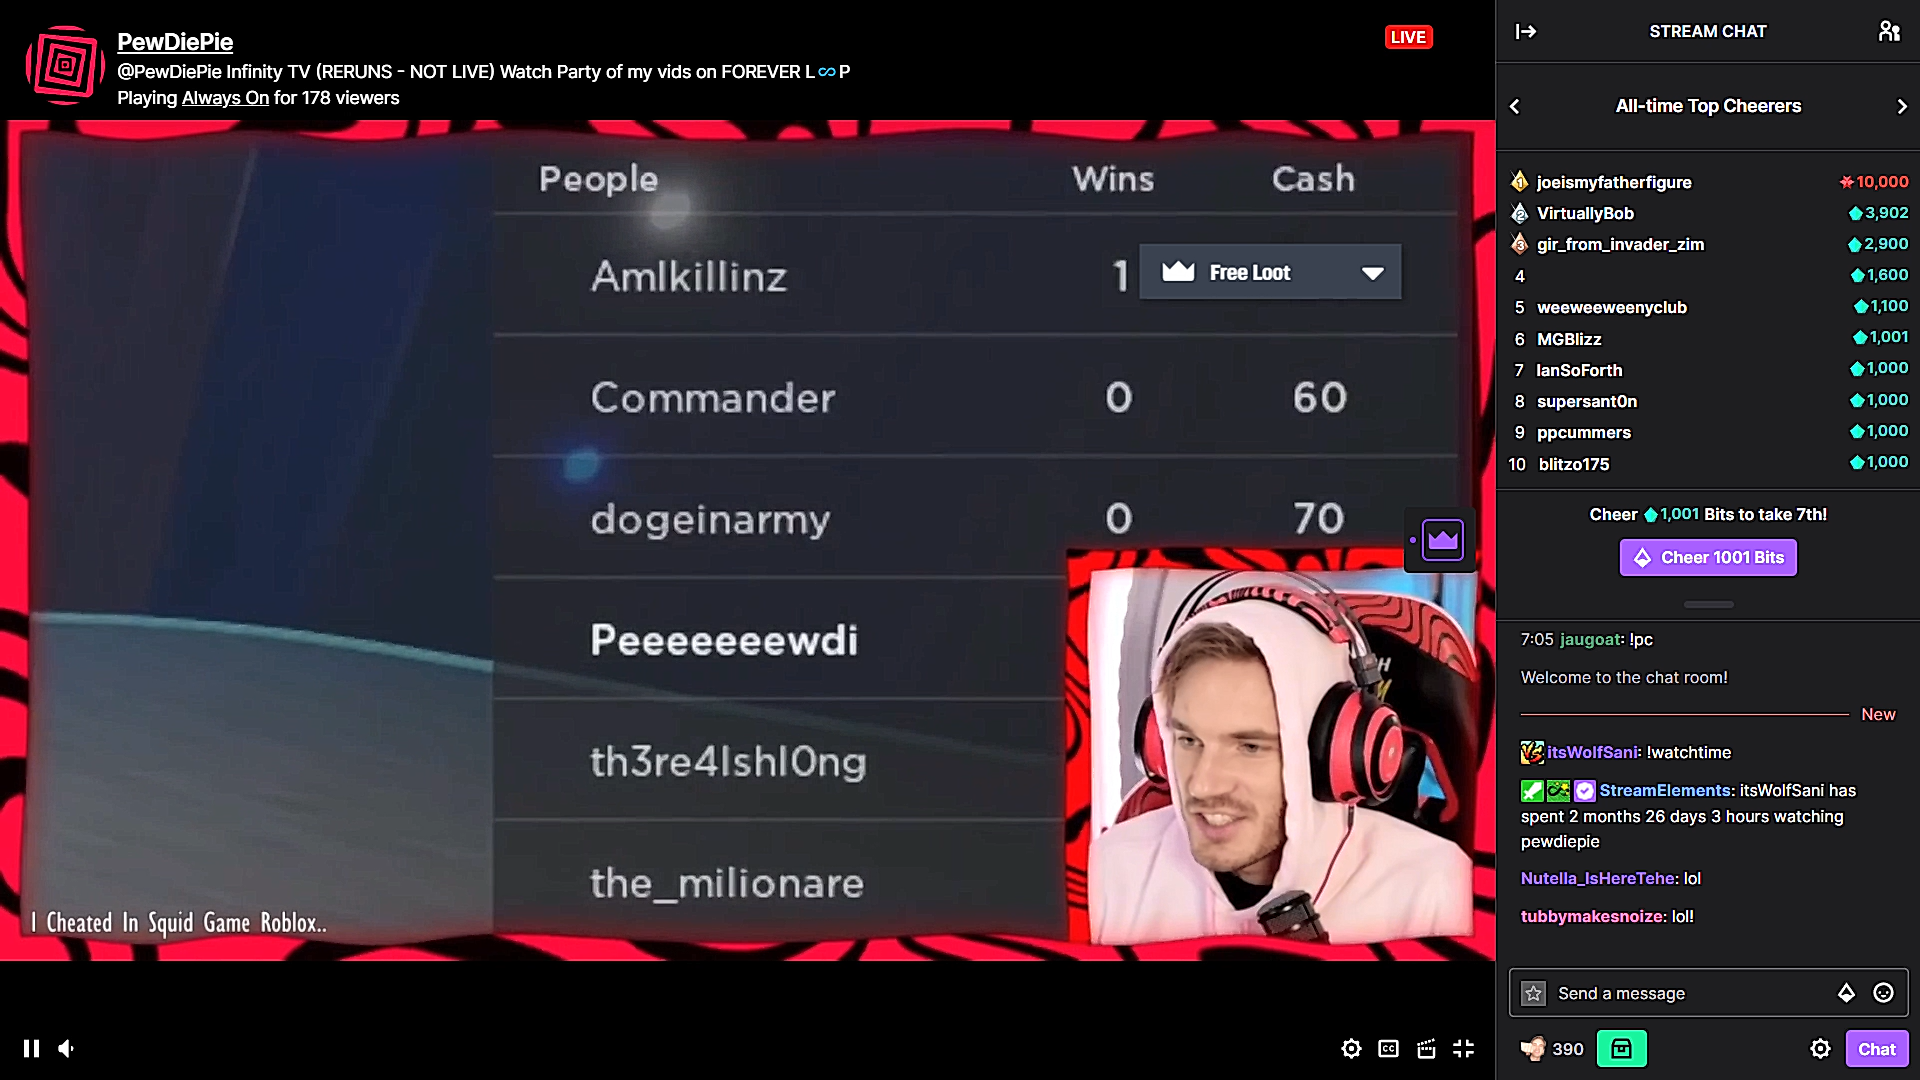 PewDiePie
LIVE
@PewDiePie Infinity TV (RERUNS - NOT LIVE) Watch Party of my vids on FOREVER L∞P
Playing Always On for 178 viewers
People Wins Cash
Amlkillinz 1
Free Loot
Commander 0 60
dogeinarmy 0 70
Peeeeeeewdi
th3re4lshl0ng
the_milionare
I Cheated In Squid Game Roblox..
STREAM CHAT
All-time Top Cheerers
1 joeismyfatherfigure 10,000
2 VirtuallyBob 3,902
3 gir_from_invader_zim 2,900
4 1,600
5 weeweeweenyclub 1,100
6 MGBlizz 1,001
7 IanSoForth 1,000
8 supersant0n 1,000
9 ppcummers 1,000
10 blitzo175 1,000
Cheer 1,001 Bits to take 7th!
Cheer 1001 Bits
7:05 jaugoat: !pc
Welcome to the chat room!
New
itsWolfSani: !watchtime
StreamElements: itsWolfSani has
spent 2 months 26 days 3 hours watching
pewdiepie
Nutella_IsHereTehe: lol
tubbymakesnoize: lol!
Send a message
CC
390
Chat